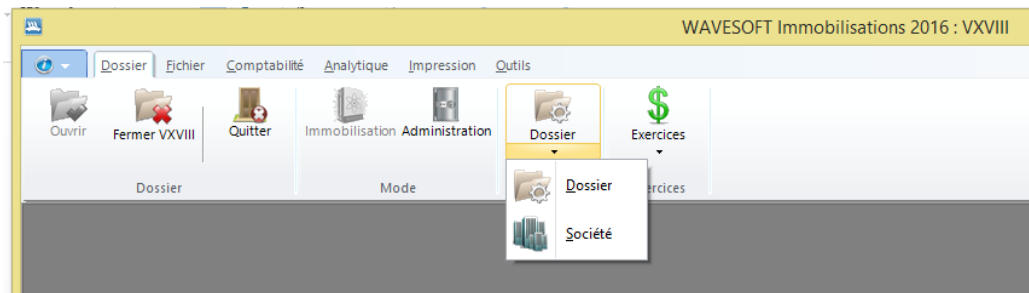 WAVESOFT Immobilisations 2016 : VXVIII
Dossier Fichier Comptabilité Analytique Impression Outils
Ouvrir Fermer VXVIII Quitter Immobilisation Administration Dossier Exercices
Dossier Mode ercices
Dossier
Société